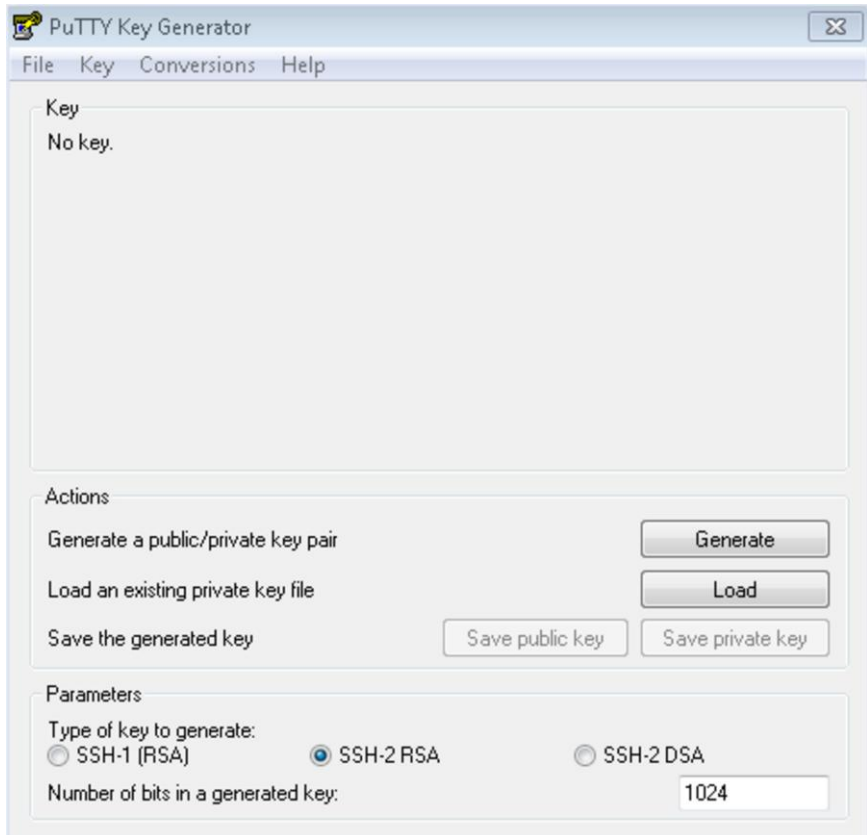 PuTTY Key Generator
File Key Conversions Help
Key
No key.
Actions
Generate a public/private key pair Generate
Load an existing private key file Load
Save the generated key Save public key Save private key
Parameters
Type of key to generate:
SSH-1 (RSA) SSH-2 RSA SSH-2 DSA
Number of bits in a generated key: 1024